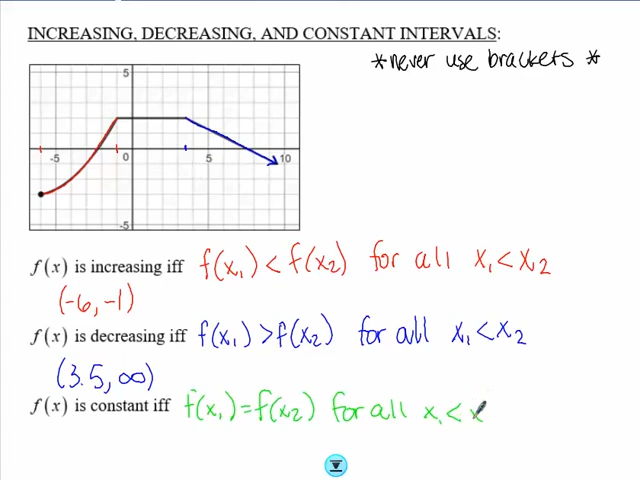 INCREASING, DECREASING, AND CONSTANT INTERVALS:
*never use brackets *
5
-5 0 5 10
-5
f(x) is increasing iff f(x₁) < f(x₂) for all x₁ < x₂
(-6, -1)
f(x) is decreasing iff f(x₁) > f(x₂) for all x₁ < x₂
(3.5, ∞)
f(x) is constant iff f(x₁) = f(x₂) for all x₁ < x